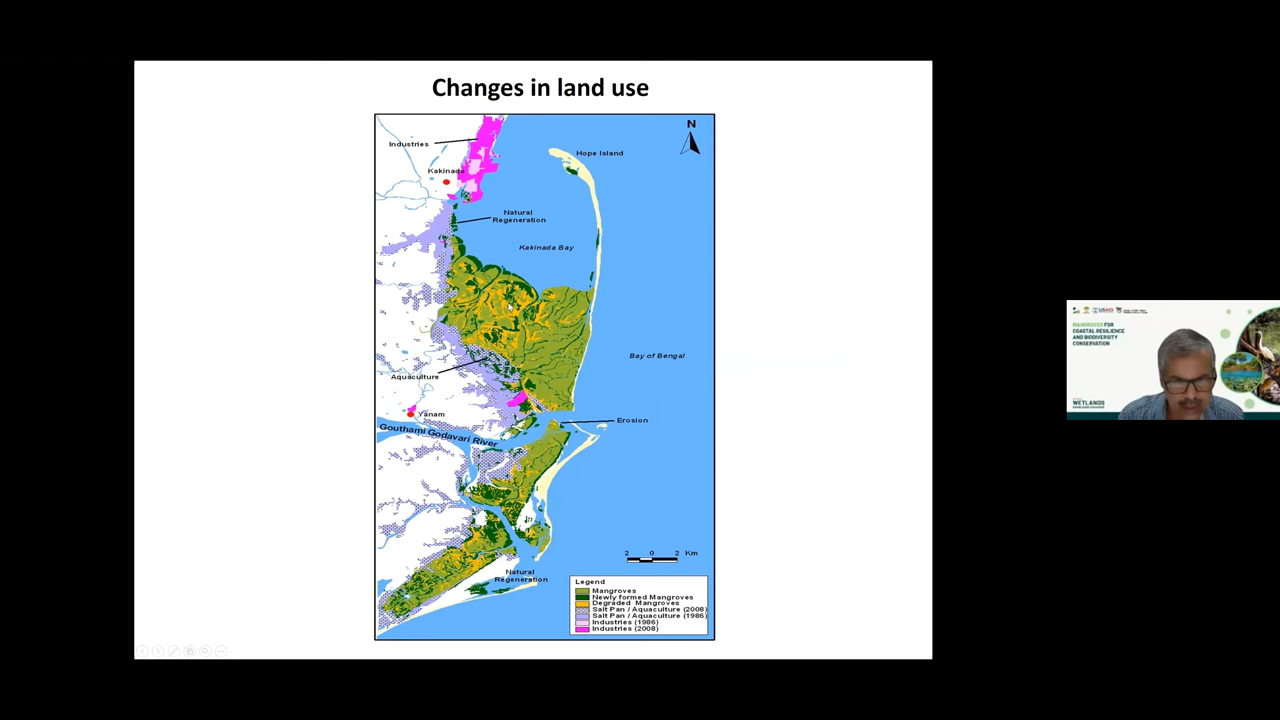 Changes in land use
N
Industries
Hope Island
Kakinada
Natural
Regeneration
Kakinada Bay
Bay of Bengal
Aquaculture
Yanam
Erosion
Gouthami Godavari River
2 0 2 Km
Natural
Regeneration
Legend
Mangroves
Newly formed Mangroves
Degraded Mangroves
Salt Pan / Aquaculture (2008)
Salt Pan / Aquaculture (1986)
Industries (1986)
Industries (2008)
USAID
MANGROVES FOR
COASTAL RESILIENCE
AND BIODIVERSITY
CONSERVATION
WETLANDS